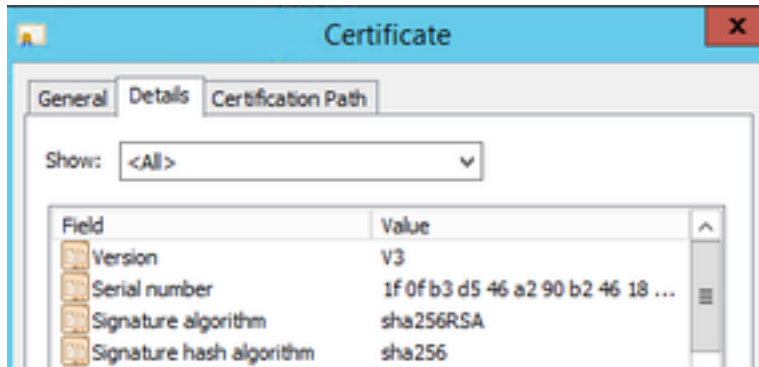 Certificate
x
General Details Certification Path
Show: <All>
Field Value
Version V3
Serial number 1f 0f b3 d5 46 a2 90 b2 46 18 ...
Signature algorithm sha256RSA
Signature hash algorithm sha256